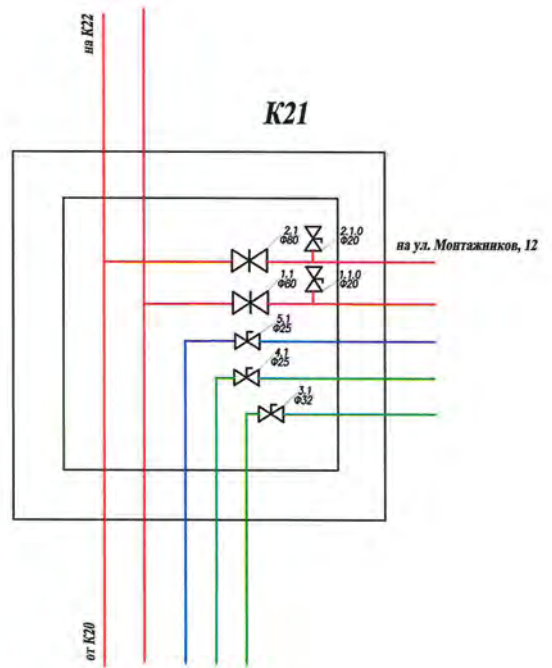 на К22
К21
2.1
Ф80
2.1.0
Ф20
на ул. Монтажников, 12
1.1
Ф80
1.1.0
Ф20
5.1
Ф25
4.1
Ф25
3.1
Ф32
от К20